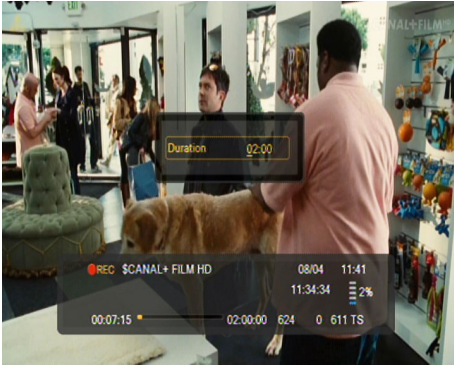 CANAL+FILM HD
Duration 02:00
REC $CANAL+ FILM HD 08/04 11:41
11:34:34 2%
00:07:15 02:00:00 624 0 611 TS